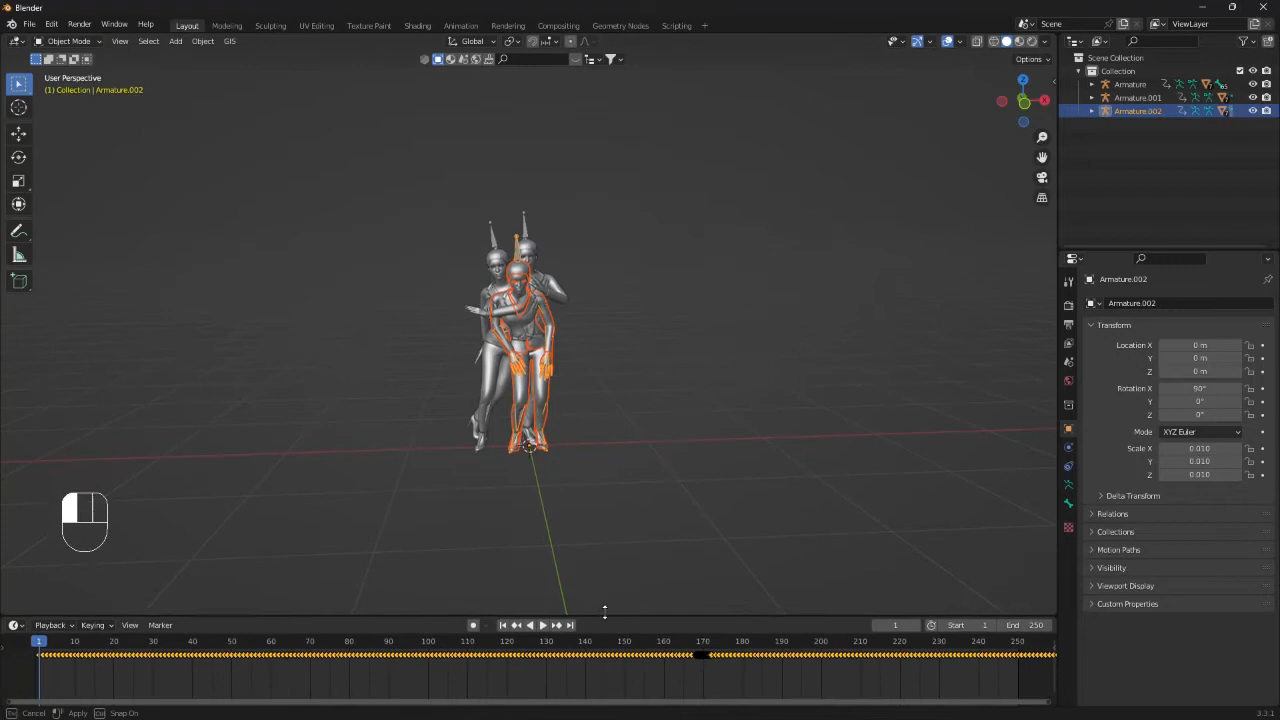 Blender
File Edit Render Window Help Layout Modeling Sculpting UV Editing Texture Paint Shading Animation Rendering Compositing Geometry Nodes Scripting + Scene ViewLayer
Object Mode View Select Add Object GIS Global
Options
User Perspective
(1) Collection | Armature.002
Z
X
Scene Collection
Collection
Armature 65
Armature.001
Armature.002
Armature.002
Armature.002
Transform
Location X 0 m
Y 0 m
Z 0 m
Rotation X 90°
Y 0°
Z 0°
Mode XYZ Euler
Scale X 0.010
Y 0.010
Z 0.010
Delta Transform
Relations
Collections
Motion Paths
Visibility
Viewport Display
Custom Properties
Playback Keying View Marker 1 Start 1 End 250
1 10 20 30 40 50 60 70 80 90 100 110 120 130 140 150 160 170 180 190 200 210 220 230 240 250
Cancel Apply Snap On 3.3.1